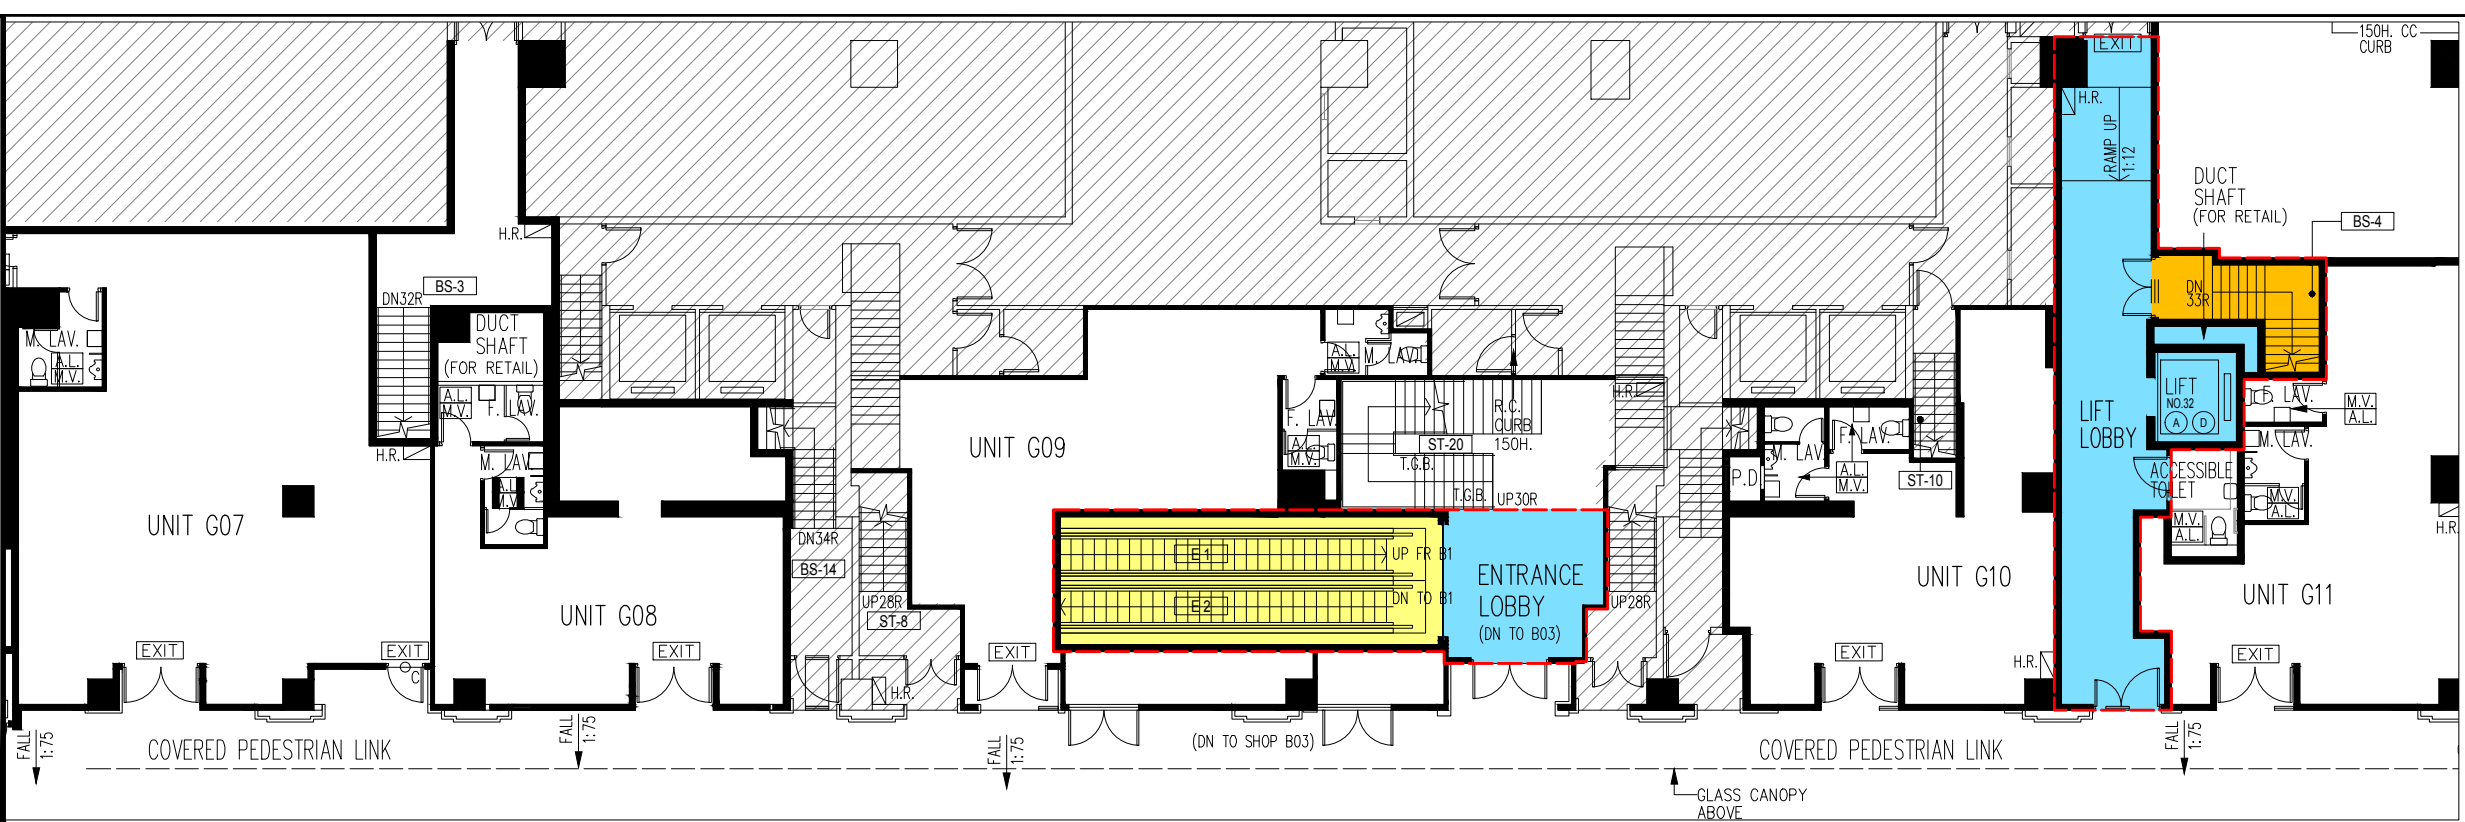 EXIT
150H. CC
CURB
H.R.
RAMP UP
1:12
DUCT
SHAFT
(FOR RETAIL)
BS-4
H.R.
BS-3
DN32R
DN
33R
DUCT
SHAFT
(FOR RETAIL)
M. LAV.
A.L.
M.V.
A.L.
M.V.
F. LAV.
H.R.
M. LAV.
A.L.
M.V.
UNIT G07
UNIT G08
DN34R
BS-14
UP28R
ST-8
H.R.
UNIT G09
A.L.
M.V.
M. LAV.
F. LAV.
A.L.
M.V.
R.C.
CURB
150H.
ST-20
T.G.B.
T.G.B.
UP30R
H.R.
E1
UP FR B1
E2
DN TO B1
ENTRANCE
LOBBY
(DN TO B03)
UP28R
P.D
M. LAV.
F. LAV.
A.L.
M.V.
ST-10
UNIT G10
H.R.
LIFT
LOBBY
LIFT
NO.32
A
D
F. LAV.
M.V.
A.L.
M. LAV.
M.V.
A.L.
ACCESSIBLE
TOILET
M.V.
A.L.
H.R.
UNIT G11
EXIT
EXIT
C
EXIT
EXIT
EXIT
EXIT
FALL
1:75
COVERED PEDESTRIAN LINK
FALL
1:75
FALL
1:75
(DN TO SHOP B03)
COVERED PEDESTRIAN LINK
FALL
1:75
GLASS CANOPY
ABOVE